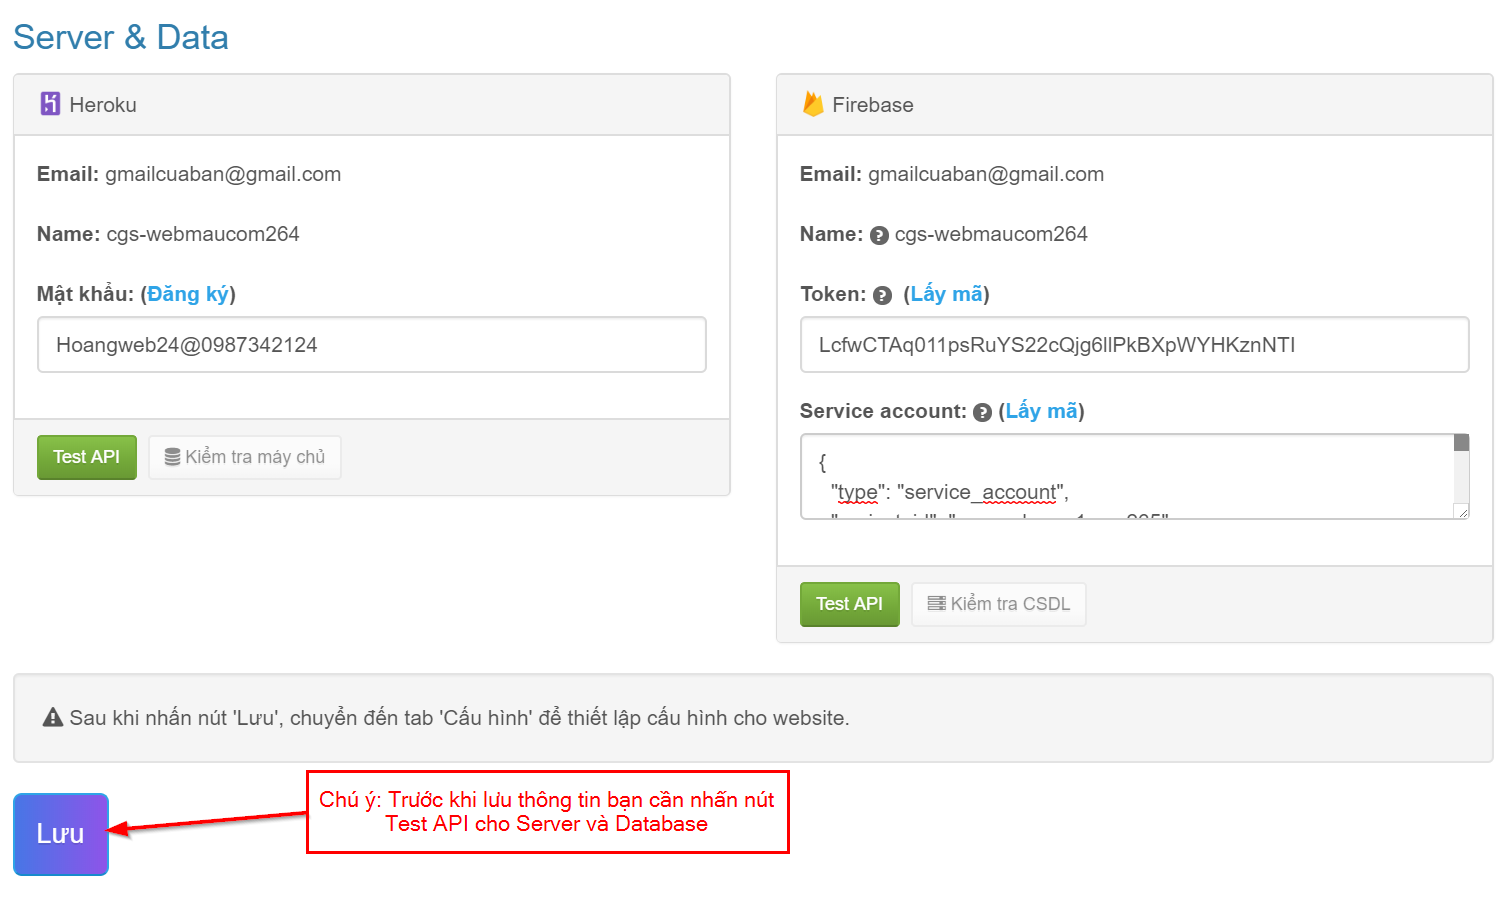 Server & Data
Heroku
Email: gmailcuaban@gmail.com
Name: cgs-webmaucom264
Mật khẩu: (Đăng ký)
Hoangweb24@0987342124
Test API
Kiểm tra máy chủ
Firebase
Email: gmailcuaban@gmail.com
Name: cgs-webmaucom264
Token: (Lấy mã)
LcfwCTAq011psRuYS22cQjg6llPkBXpWYHKznNTI
Service account: (Lấy mã)
{
"type": "service_account",
Test API
Kiểm tra CSDL
Sau khi nhấn nút 'Lưu', chuyển đến tab 'Cấu hình' để thiết lập cấu hình cho website.
Lưu
Chú ý: Trước khi lưu thông tin bạn cần nhấn nút
Test API cho Server và Database